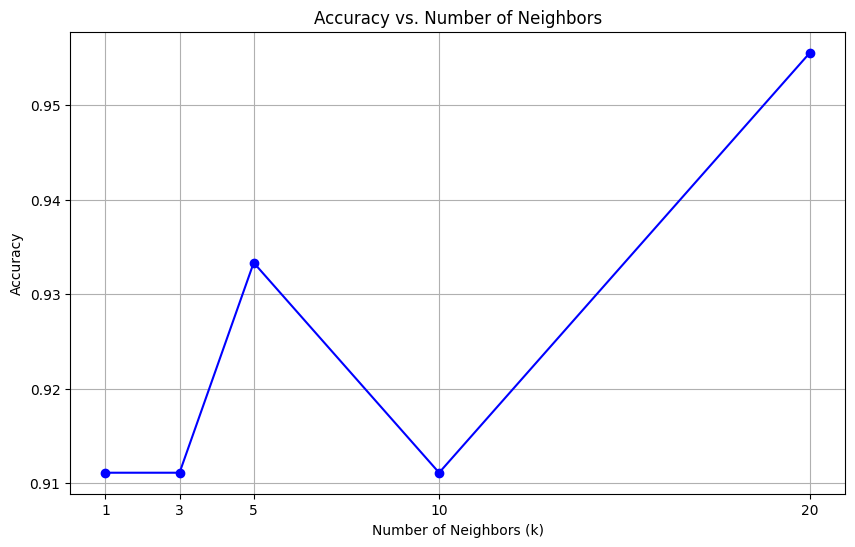 Accuracy vs. Number of Neighbors
0.95
0.94
0.93
0.92
0.91
Accuracy
1 3 5 10 20
Number of Neighbors (k)